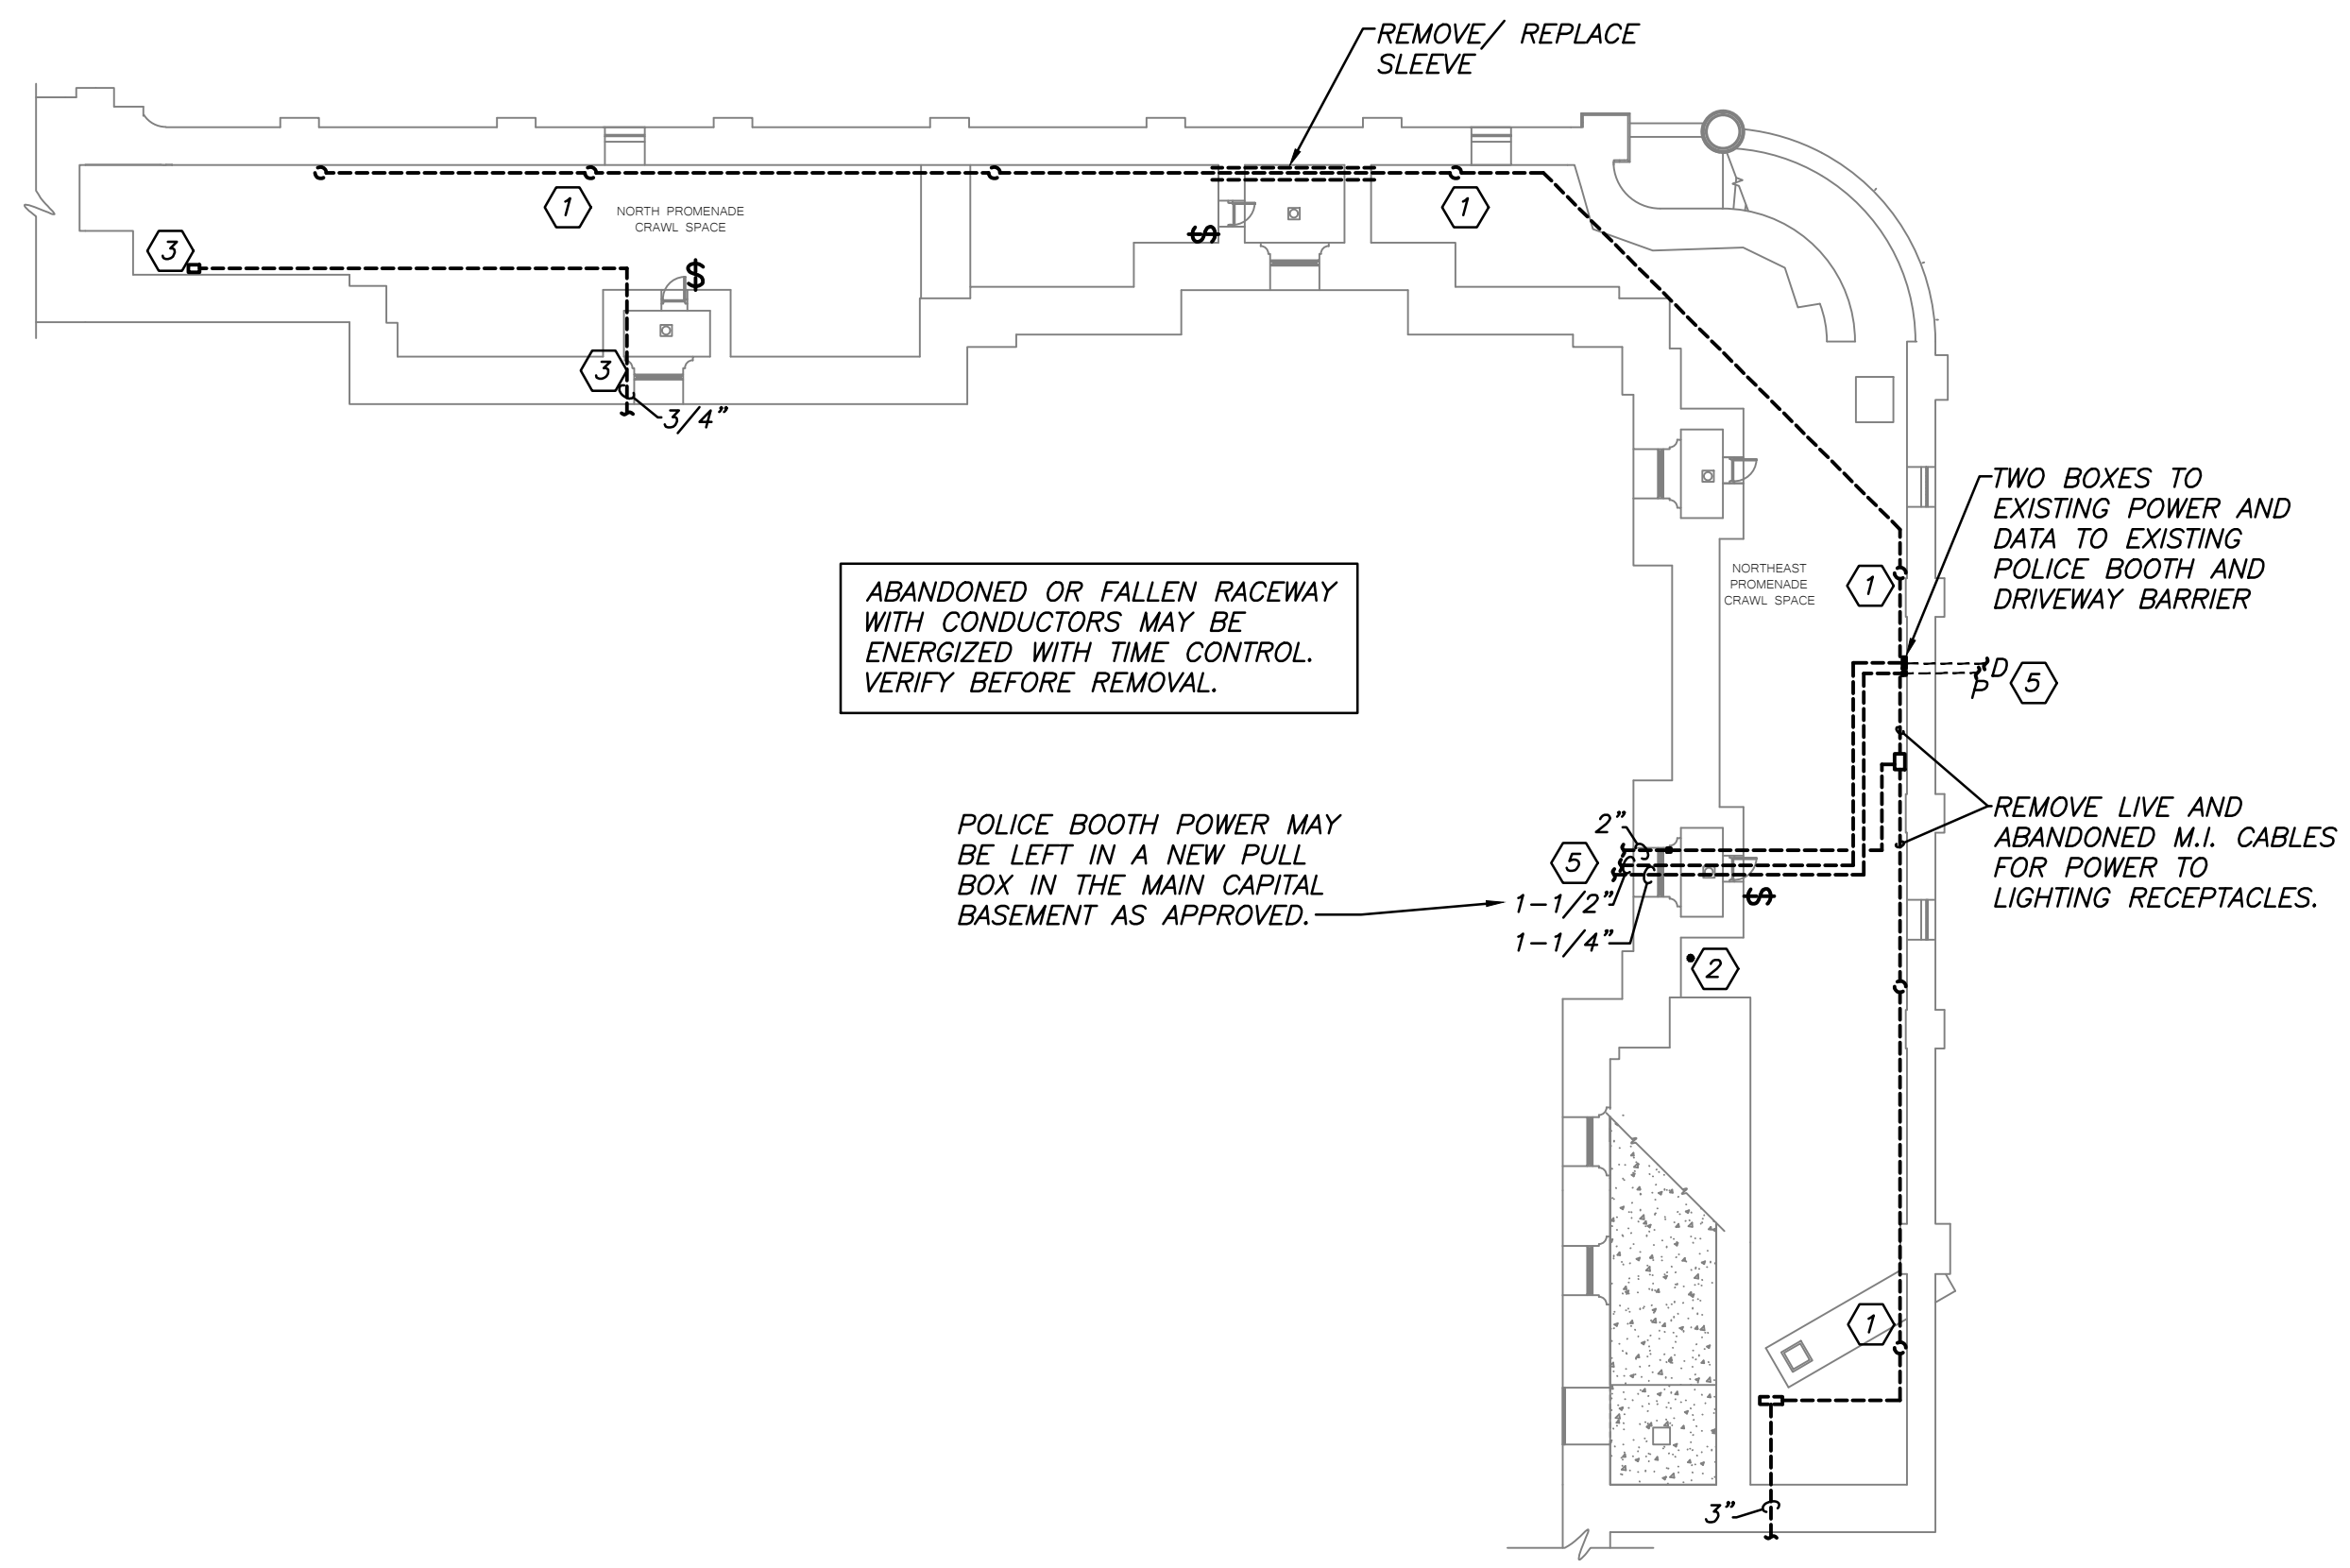 REMOVE/ REPLACE
SLEEVE
1
NORTH PROMENADE
CRAWL SPACE
1
3
$
$
3
3/4"
TWO BOXES TO
EXISTING POWER AND
DATA TO EXISTING
POLICE BOOTH AND
DRIVEWAY BARRIER
NORTHEAST
PROMENADE
CRAWL SPACE
1
ABANDONED OR FALLEN RACEWAY
WITH CONDUCTORS MAY BE
ENERGIZED WITH TIME CONTROL.
VERIFY BEFORE REMOVAL.
D
P
5
POLICE BOOTH POWER MAY
BE LEFT IN A NEW PULL
BOX IN THE MAIN CAPITAL
BASEMENT AS APPROVED.
2"
5
1-1/2"
1-1/4"
$
REMOVE LIVE AND
ABANDONED M.I. CABLES
FOR POWER TO
LIGHTING RECEPTACLES.
2
1
3"